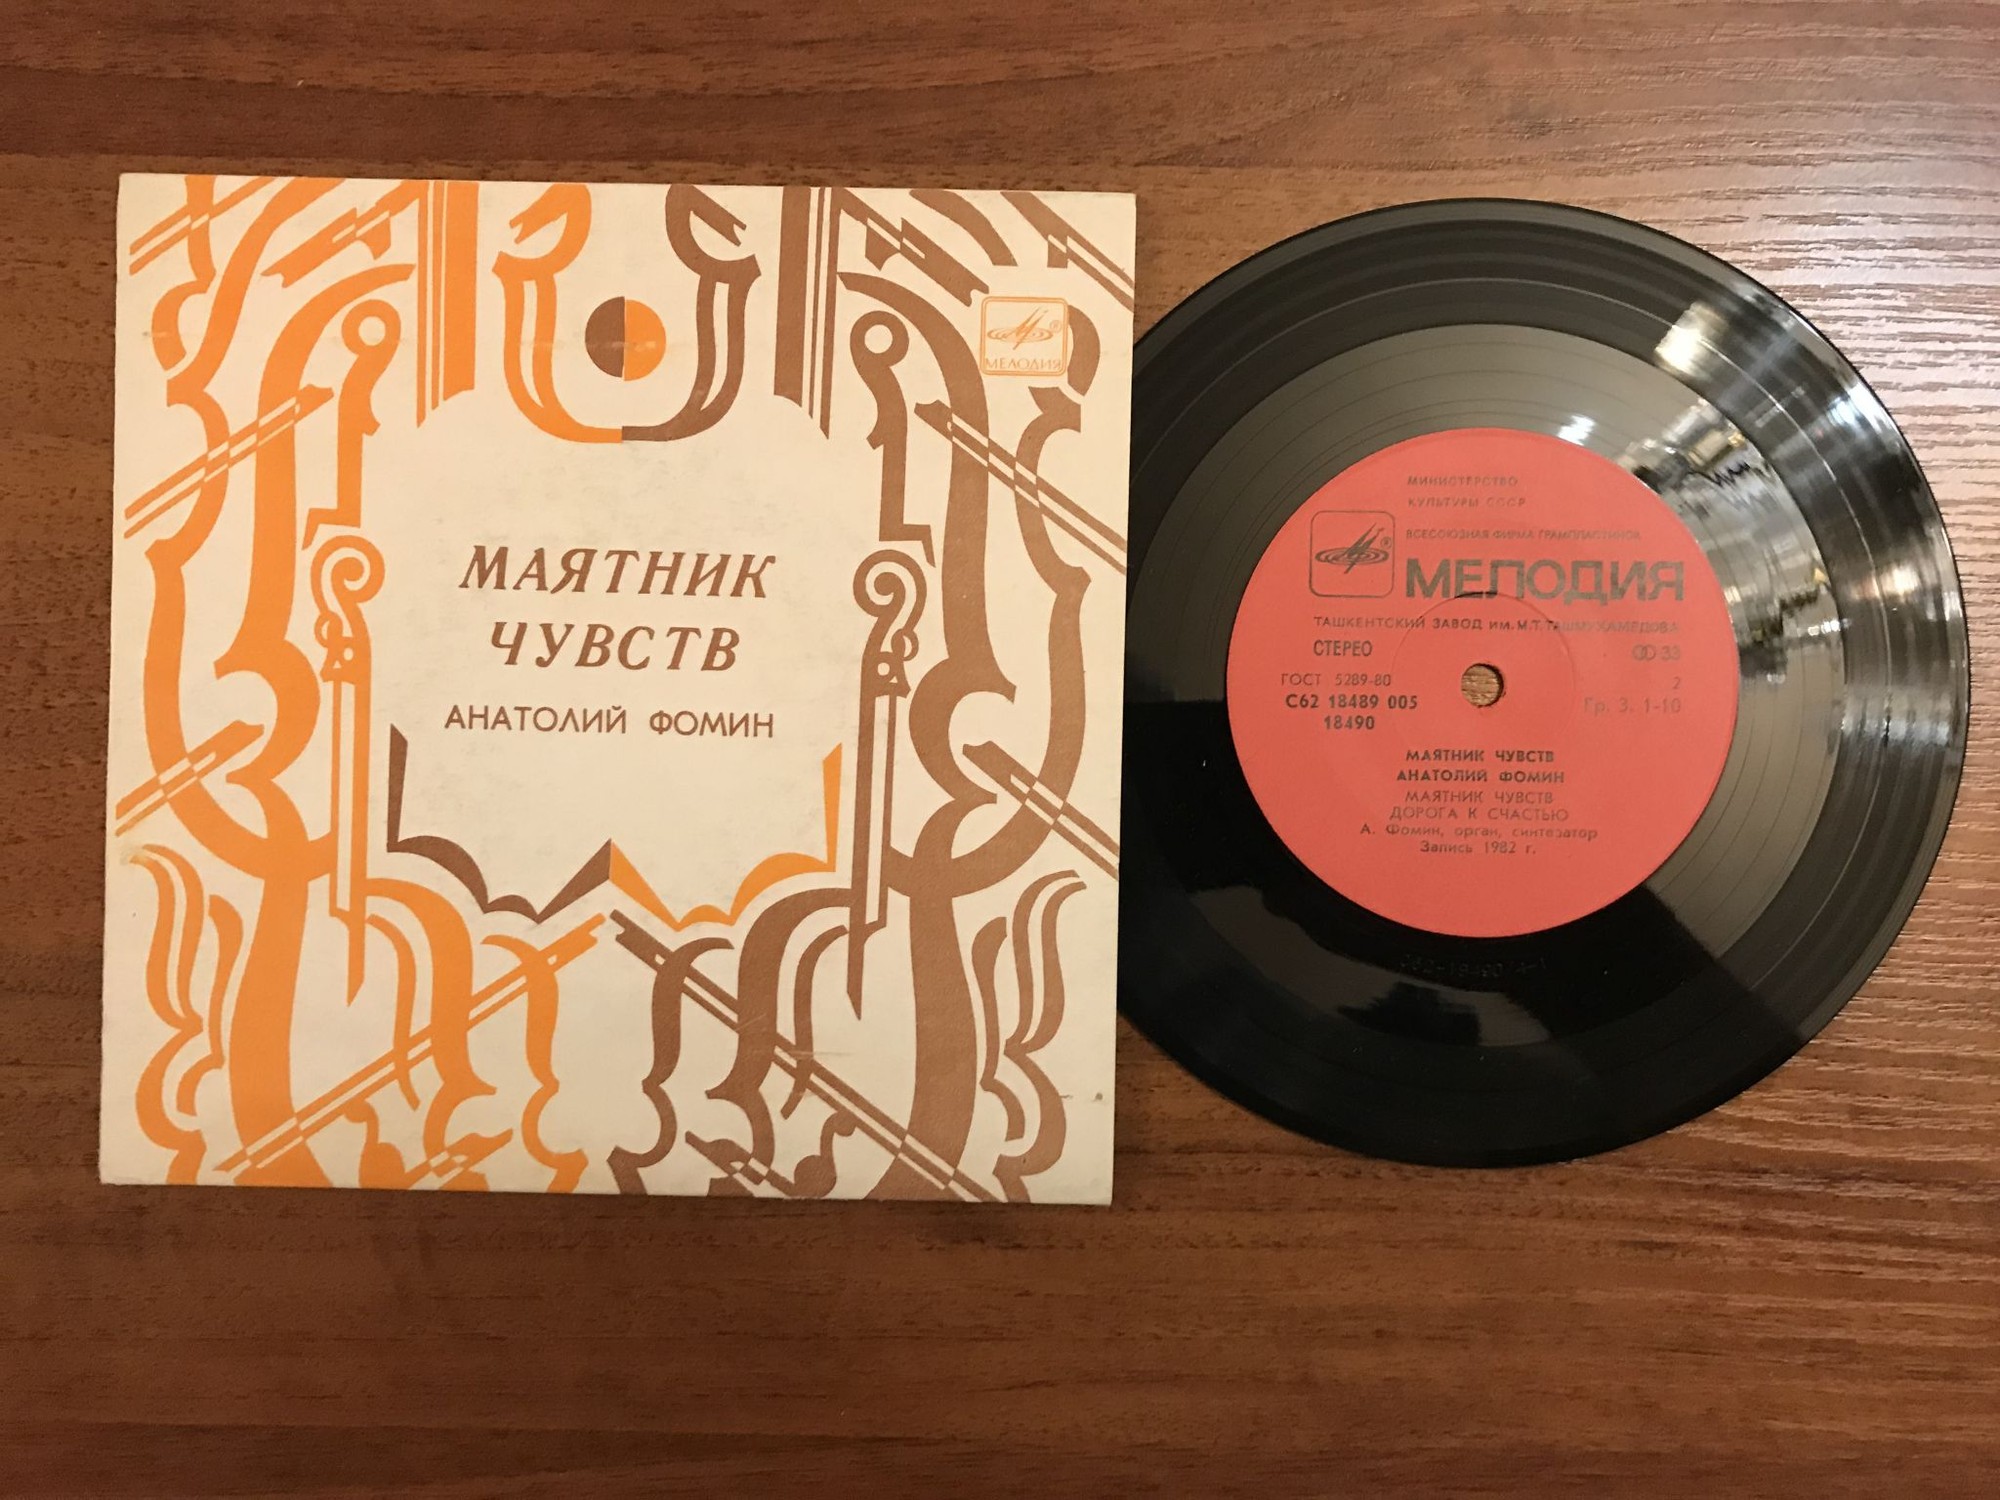 МЕЛОДИЯ
МАЯТНИК
ЧУВСТВ
АНАТОЛИЙ ФОМИН
МИНИСТЕРСТВО
КУЛЬТУРЫ СССР
ВСЕСОЮЗНАЯ ФИРМА ГРАМПЛАСТИНОК
МЕЛОДИЯ
ТАШКЕНТСКИЙ ЗАВОД ИМ. М.Т. ТАШМУХАМЕДОВА
СТЕРЕО 33
ГОСТ 5289-80 2
С62 18489 005 Гр. 3. 1-10
18490
МАЯТНИК ЧУВСТВ
АНАТОЛИЙ ФОМИН
МАЯТНИК ЧУВСТВ
ДОРОГА К СЧАСТЬЮ
А. Фомин, орган, синтезатор
Запись 1982 г.